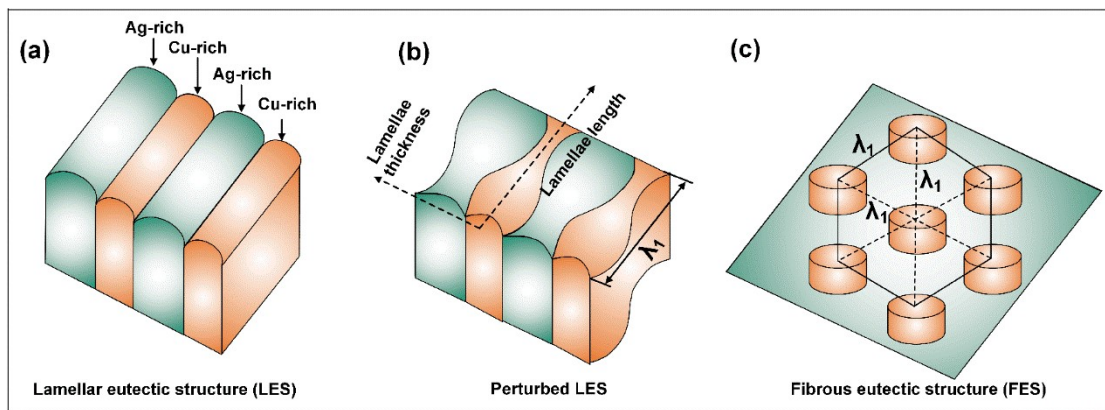 (a)
Ag-rich
Cu-rich
Ag-rich
Cu-rich
Lamellar eutectic structure (LES)
(b)
Lamellae
thickness
Lamellae length
λ1
Perturbed LES
(c)
λ1
λ1
λ1
Fibrous eutectic structure (FES)